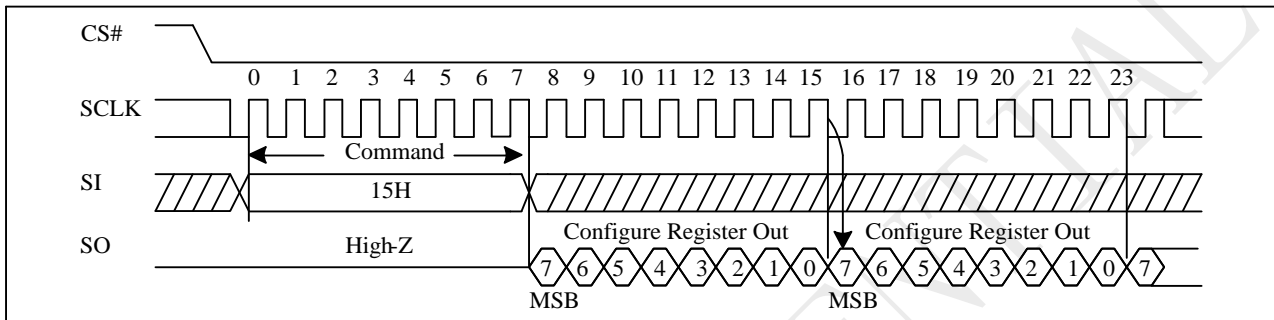 CS#
0 1 2 3 4 5 6 7 8 9 10 11 12 13 14 15 16 17 18 19 20 21 22 23
SCLK
Command
SI
15H
SO
High-Z
Configure Register Out
Configure Register Out
7 6 5 4 3 2 1 0 7 6 5 4 3 2 1 0 7
MSB
MSB
ENTIAL